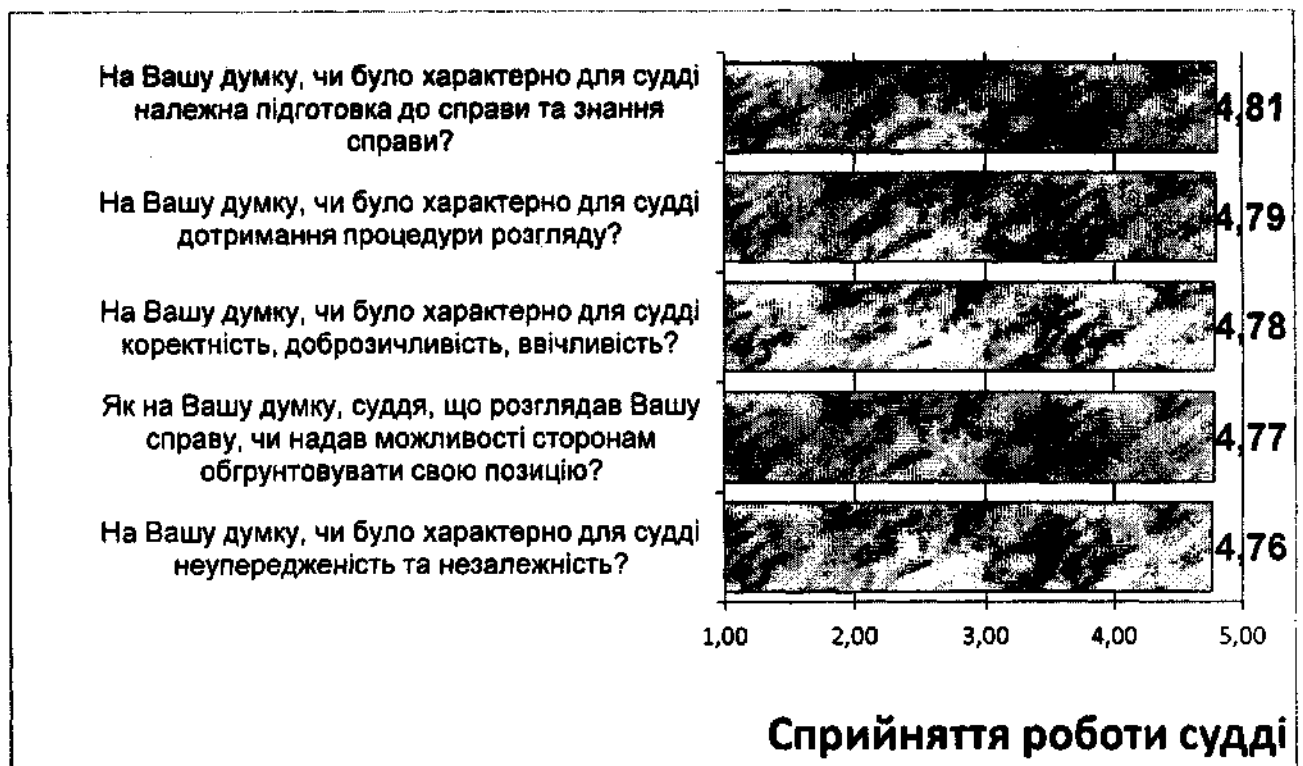 На Вашу думку, чи було характерно для судді
належна підготовка до справи та знання
справи?
4,81
На Вашу думку, чи було характерно для судді
дотримання процедури розгляду?
4,79
На Вашу думку, чи було характерно для судді
коректність, доброзичливість, ввічливість?
4,78
Як на Вашу думку, суддя, що розглядав Вашу
справу, чи надав можливості сторонам
обгрунтовувати свою позицію?
4,77
На Вашу думку, чи було характерно для судді
неупередженість та незалежність?
4,76
1,00 2,00 3,00 4,00 5,00
Сприйняття роботи судді